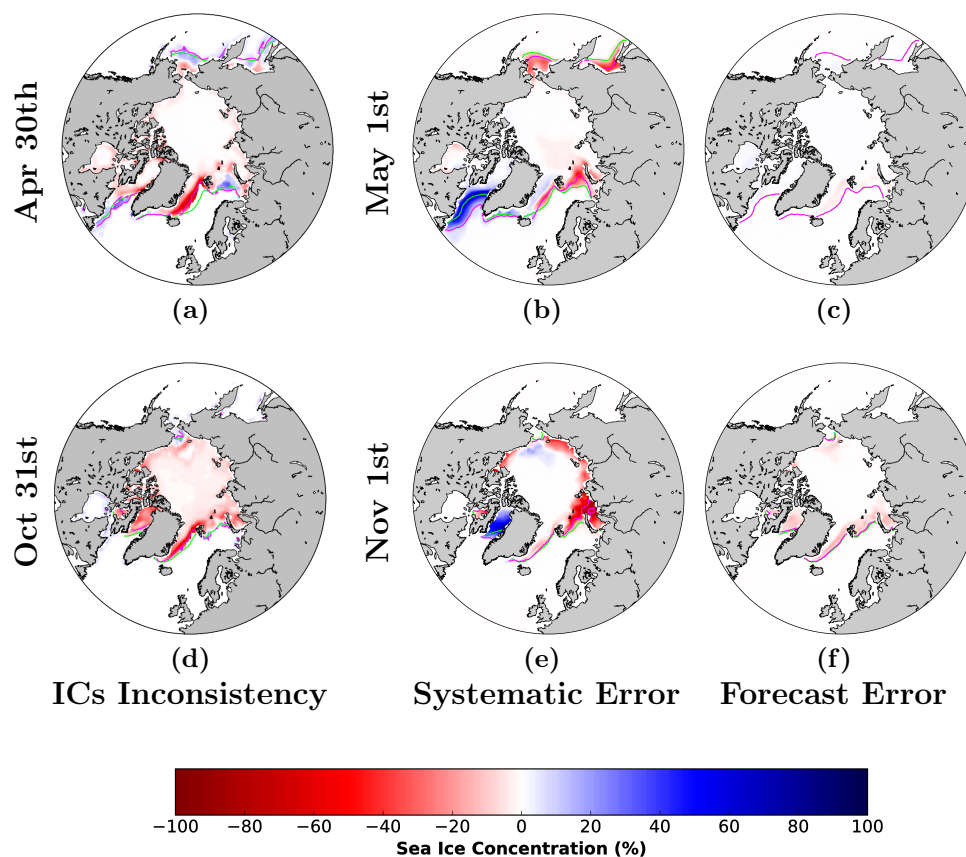 Apr 30th
May 1st
(a)
(b)
(c)
Oct 31st
Nov 1st
(d)
(e)
(f)
ICs Inconsistency
Systematic Error
Forecast Error
−100 −80 −60 −40 −20 0 20 40 60 80 100
Sea Ice Concentration (%)